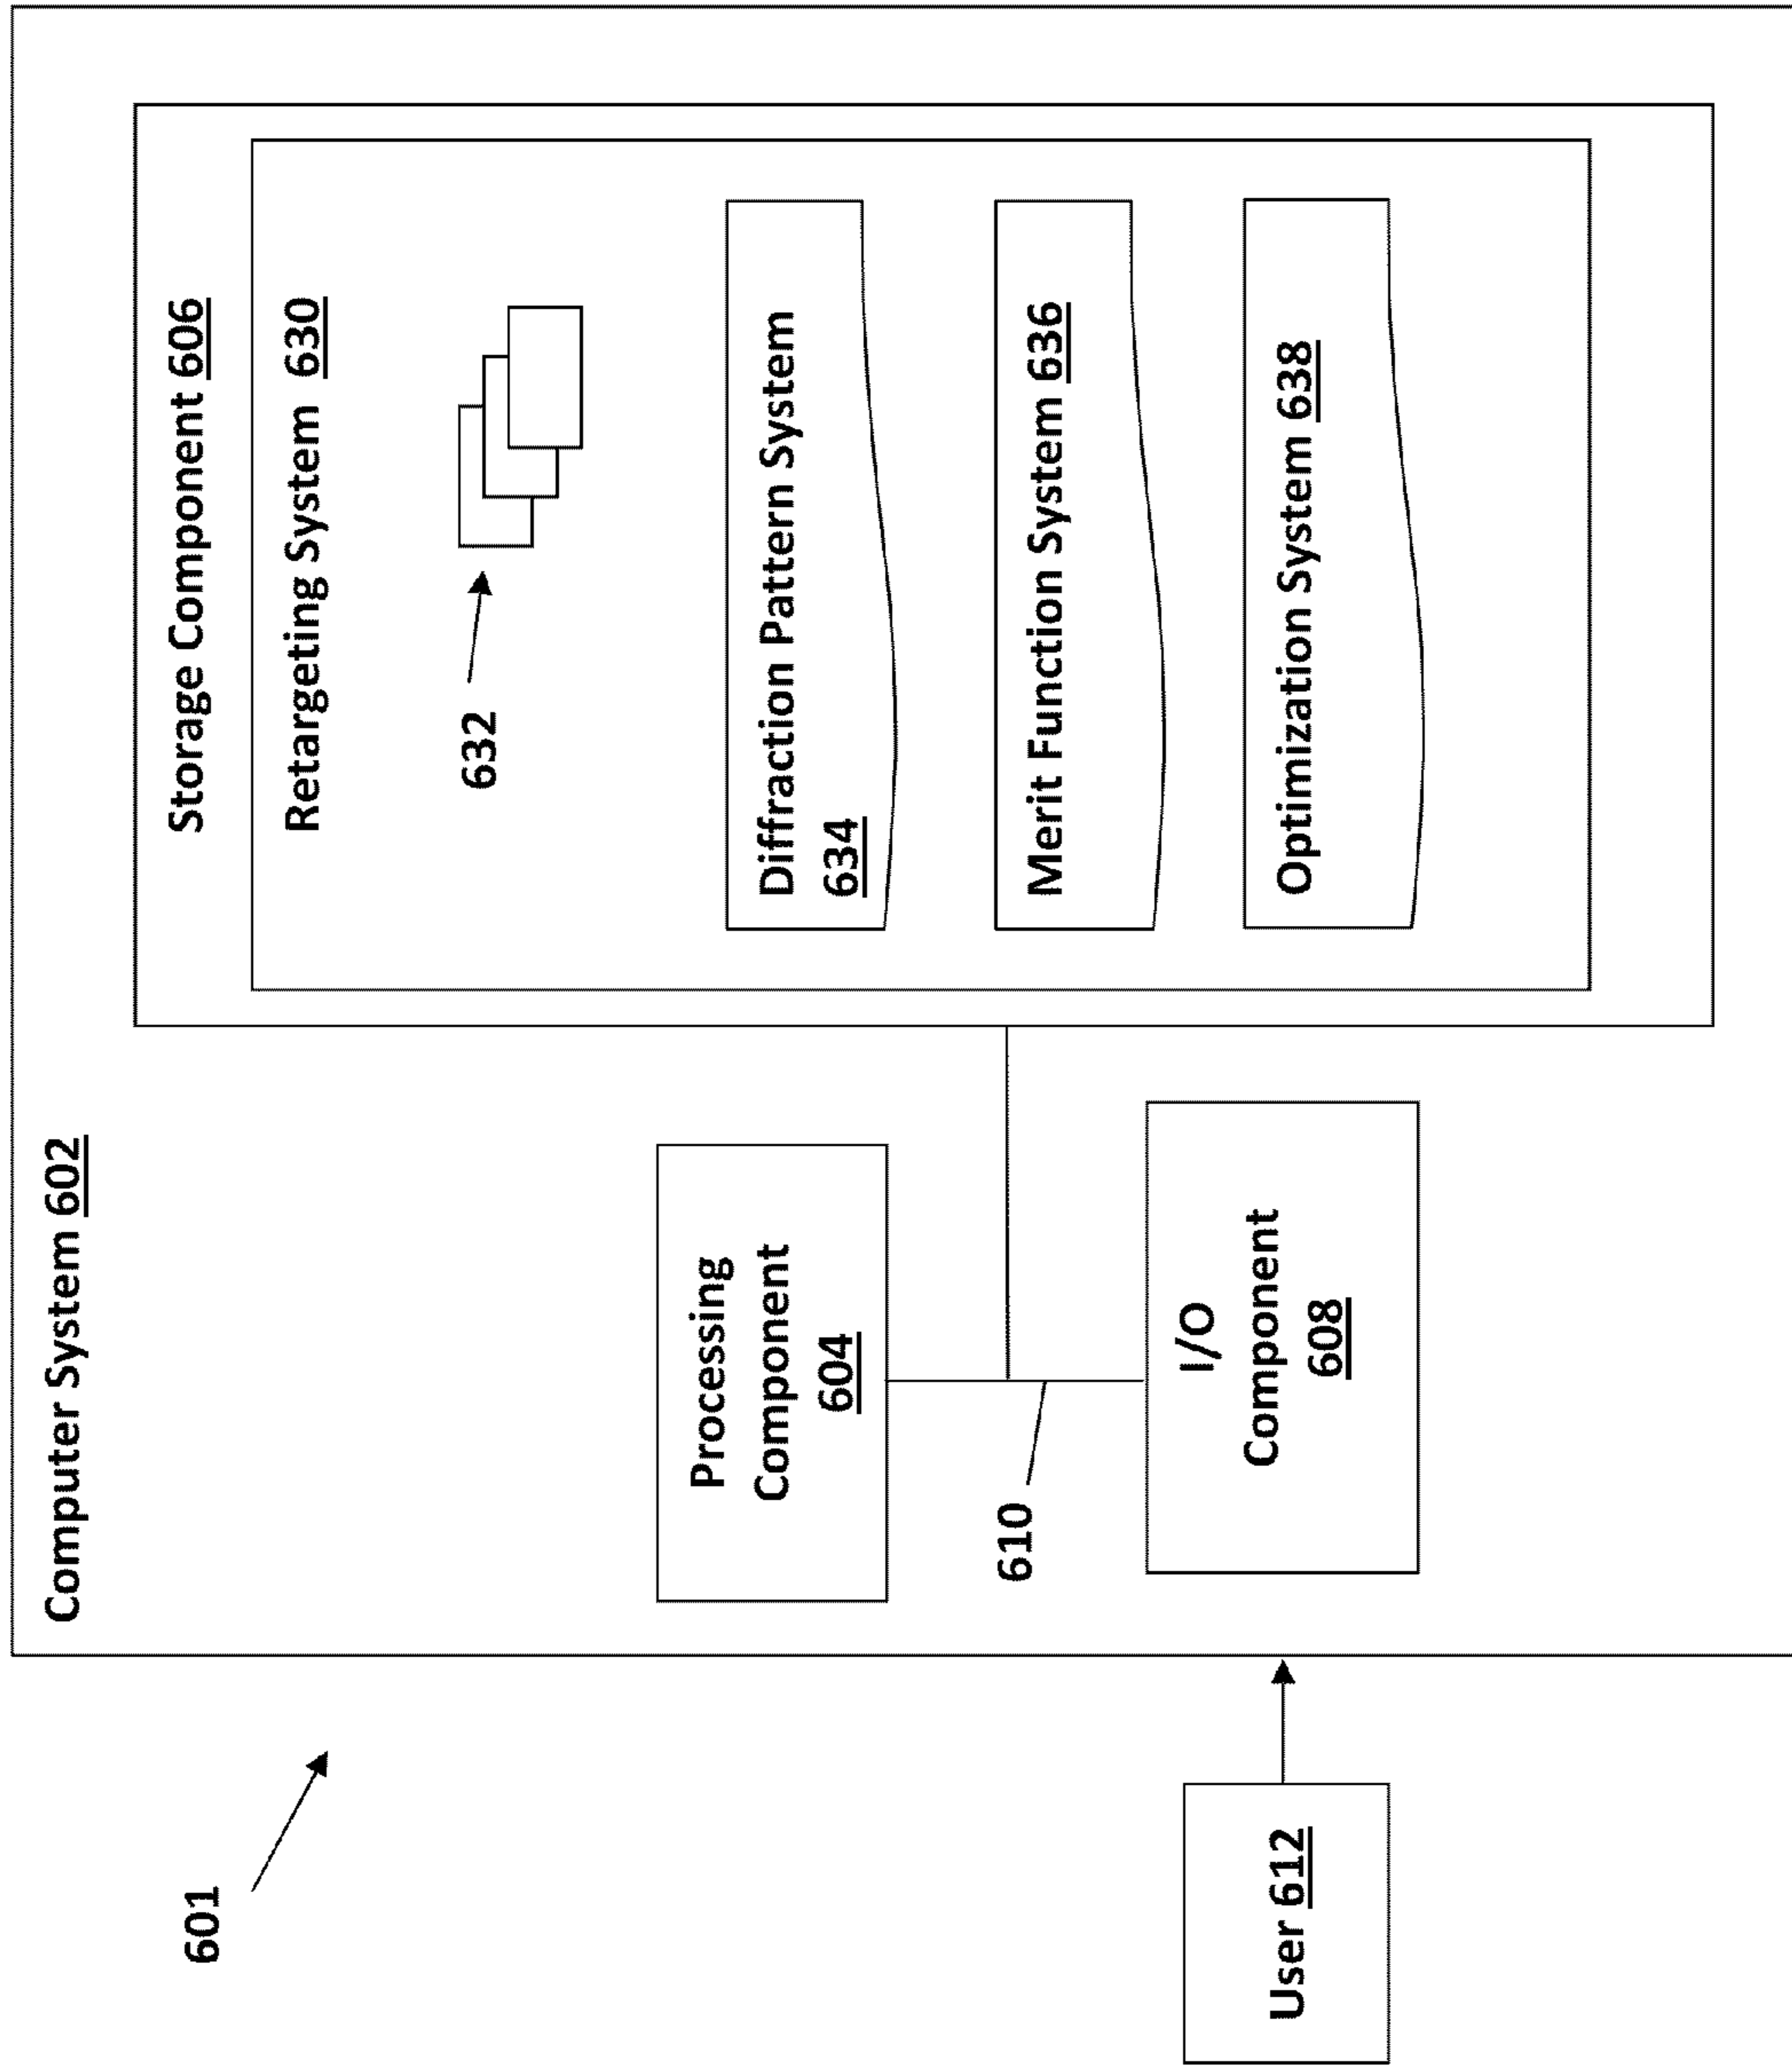 601
Computer System 602
Storage Component 606
Retargeting System 630
632
Processing
Component
604
Diffraction Pattern System
634
610
Merit Function System 636
I/O
Component
608
Optimization System 638
User 612